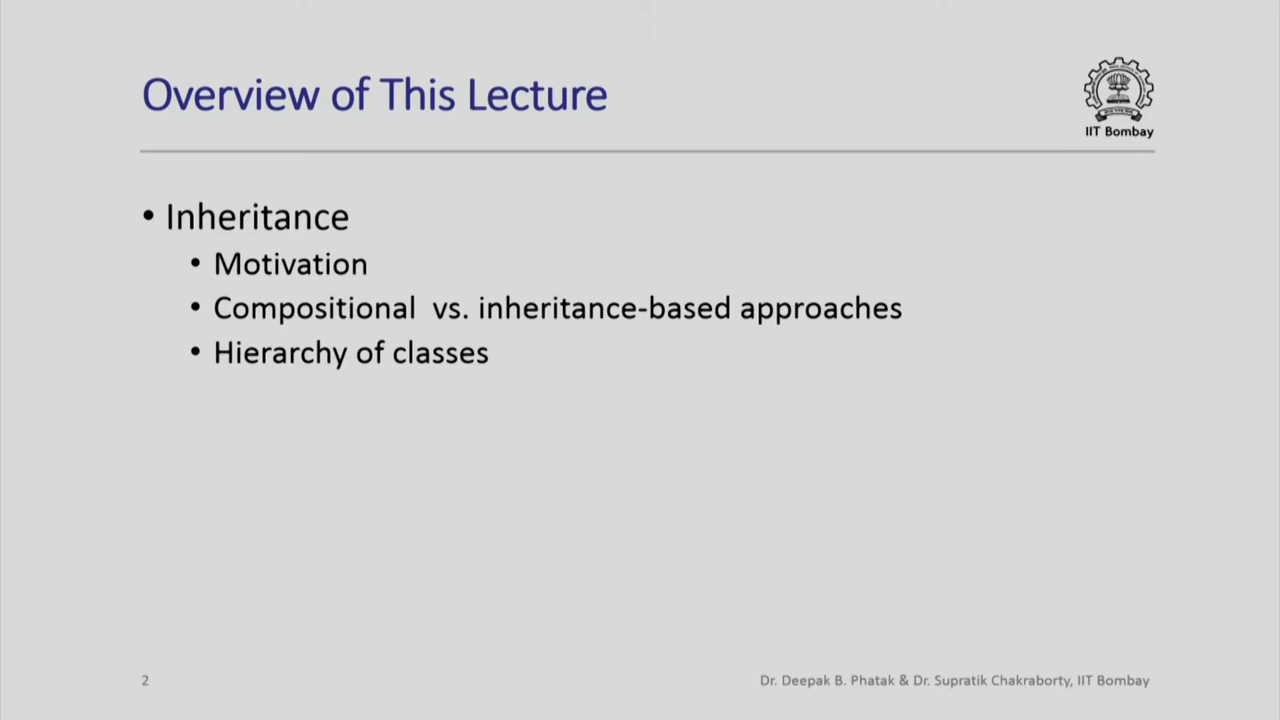 Overview of This Lecture
IIT Bombay
• Inheritance
• Motivation
• Compositional vs. inheritance-based approaches
• Hierarchy of classes
2
Dr. Deepak B. Phatak & Dr. Supratik Chakraborty, IIT Bombay